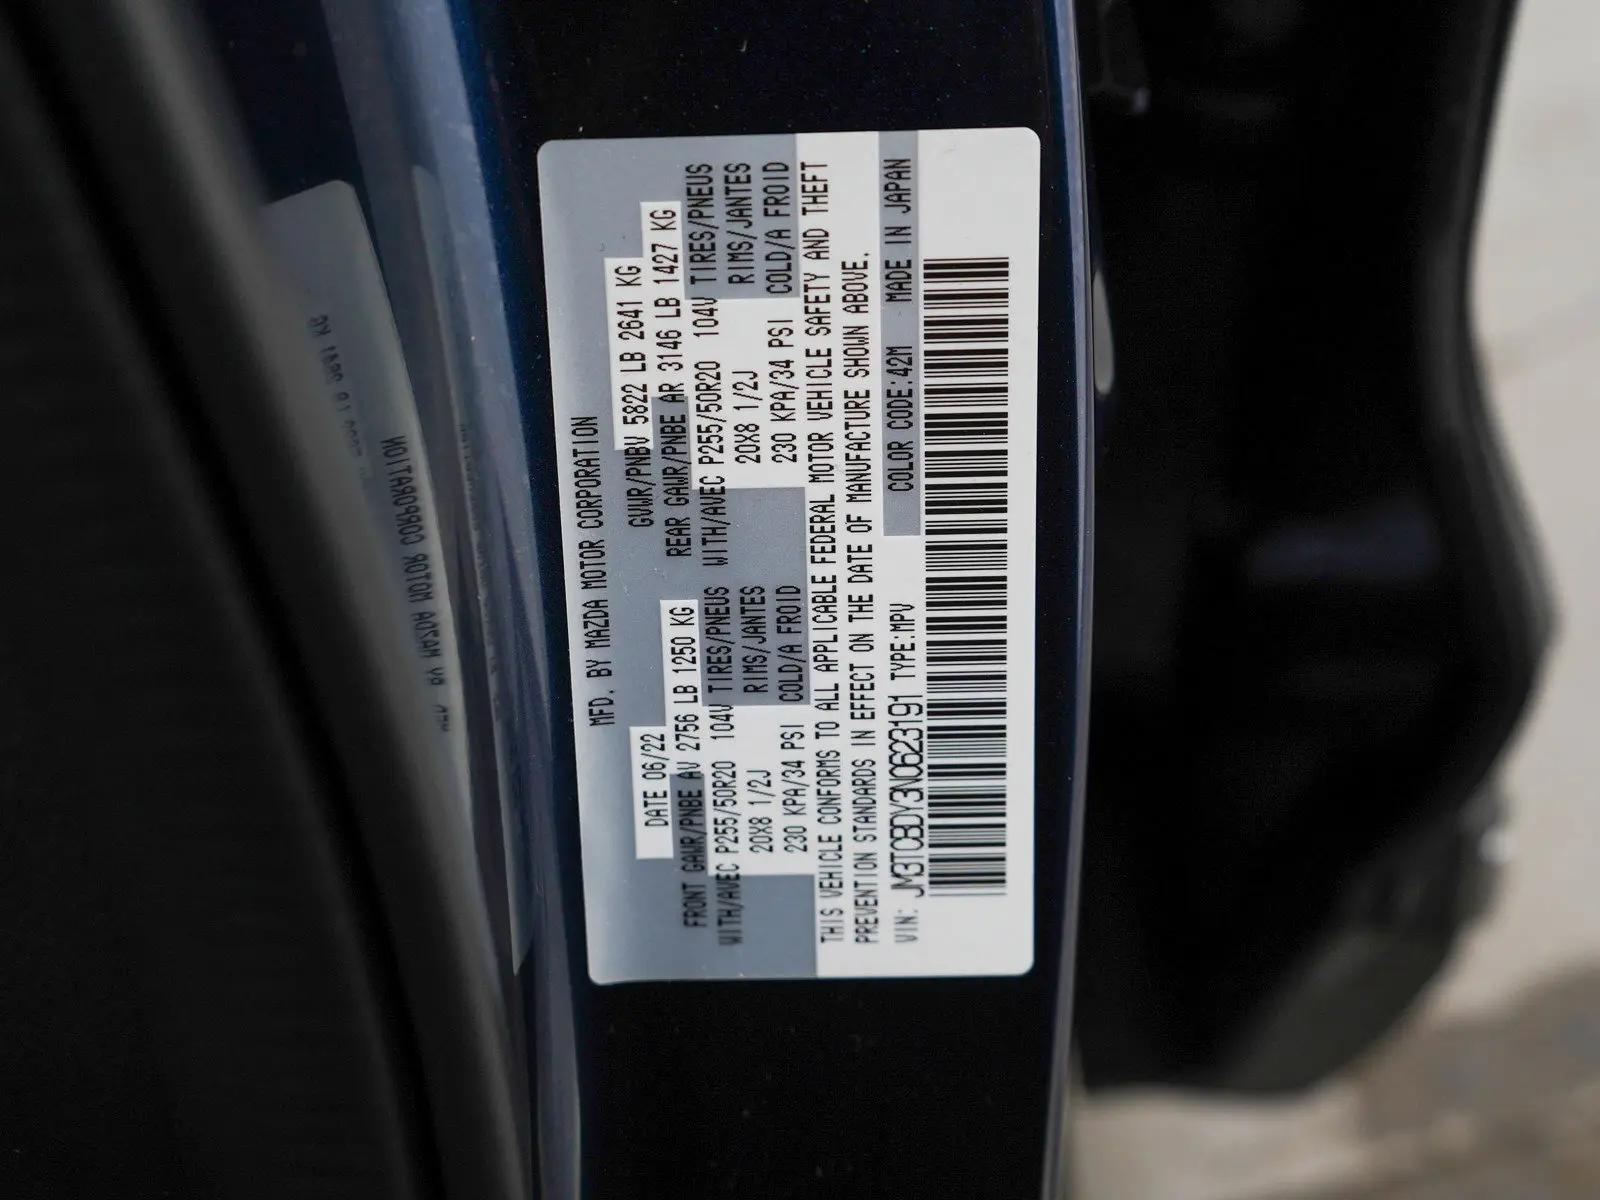 MFD. BY MAZDA MOTOR CORPORATION
DATE 06/22 GVWR/PNBV 5822 LB 2641 KG
FRONT GAWR/PNBE AV 2756 LB 1250 KG REAR GAWR/PNBE AR 3146 LB 1427 KG
WITH/AVEC P255/50R20 104V TIRES/PNEUS WITH/AVEC P255/50R20 104V TIRES/PNEUS
20X8 1/2J RIMS/JANTES 20X8 1/2J RIMS/JANTES
230 KPA/34 PSI COLD/A FROID 230 KPA/34 PSI COLD/A FROID
THIS VEHICLE CONFORMS TO ALL APPLICABLE FEDERAL MOTOR VEHICLE SAFETY AND THEFT
PREVENTION STANDARDS IN EFFECT ON THE DATE OF MANUFACTURE SHOWN ABOVE.
VIN: JM3TCBDY3N0623191 TYPE:MPV COLOR CODE:42M MADE IN JAPAN